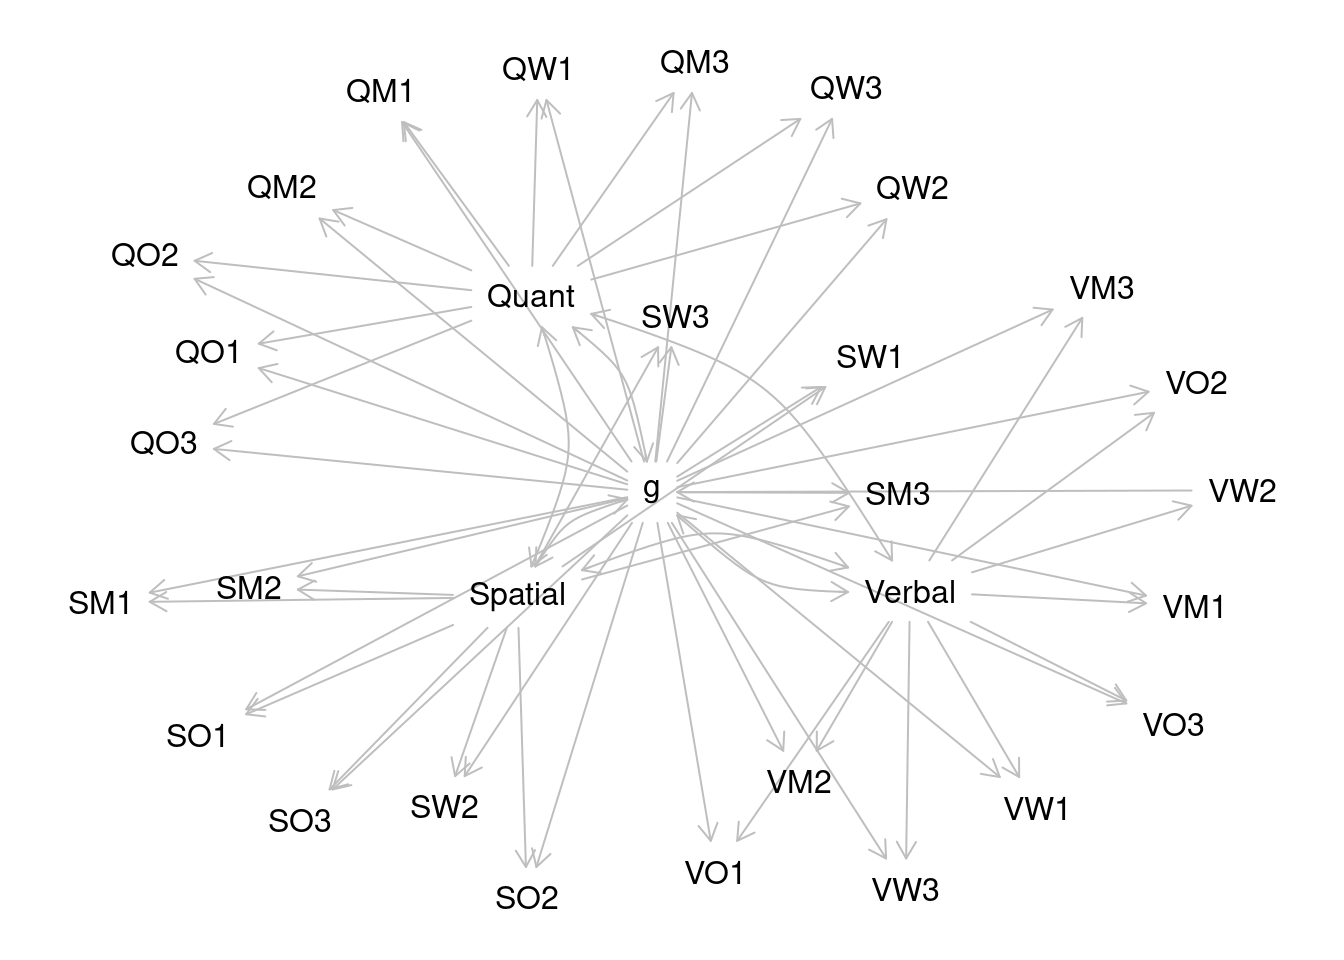 QM3
QW1
QW3
QM1
QM2
QW2
QO2
VM3
Quant
SW3
QO1
SW1
VO2
QO3
g
SM3
VW2
SM2
Spatial
Verbal
SM1
VM1
VO3
SO1
VM2
SW2
VW1
SO3
VO1
VW3
SO2